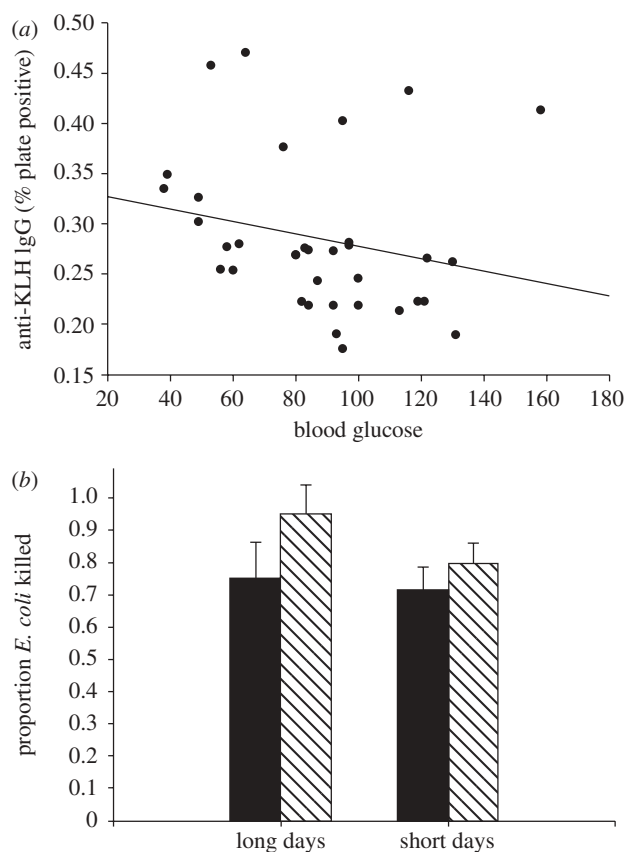 (a)
0.50
0.45
0.40
0.35
0.30
0.25
0.20
0.15
anti-KLH IgG (% plate positive)
20 40 60 80 100 120 140 160 180
blood glucose
(b)
1.0
0.9
0.8
0.7
0.6
0.5
0.4
0.3
0.2
0.1
0
proportion E. coli killed
long days short days